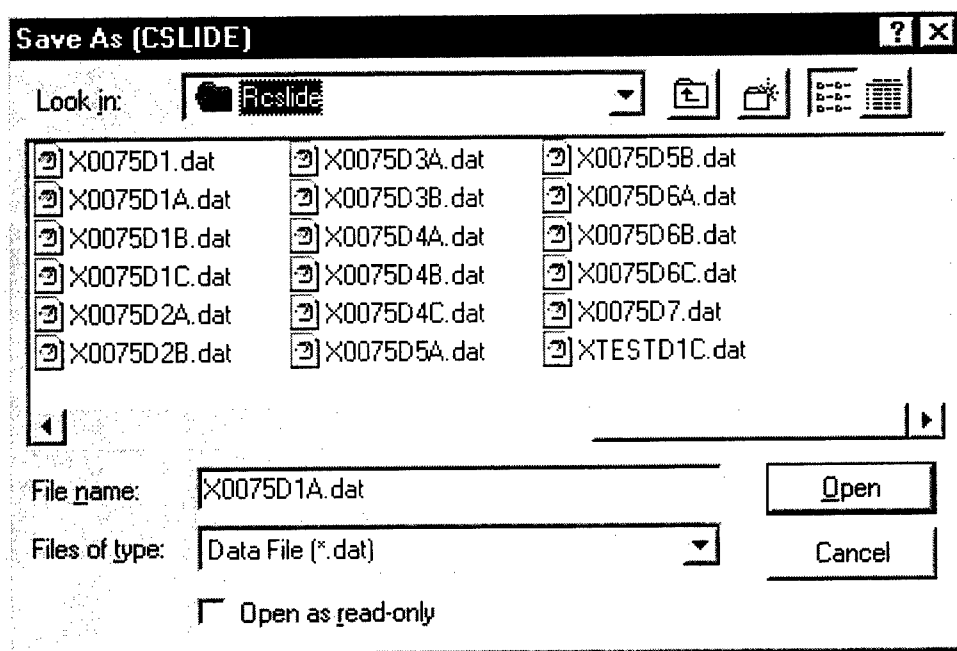 Save As (CSLIDE)
Look in: Rcslide
X0075D1.dat X0075D3A.dat X0075D5B.dat
X0075D1A.dat X0075D3B.dat X0075D6A.dat
X0075D1B.dat X0075D4A.dat X0075D6B.dat
X0075D1C.dat X0075D4B.dat X0075D6C.dat
X0075D2A.dat X0075D4C.dat X0075D7.dat
X0075D2B.dat X0075D5A.dat XTESTD1C.dat
File name: X0075D1A.dat Open
Files of type: Data File (*.dat) Cancel
Open as read-only